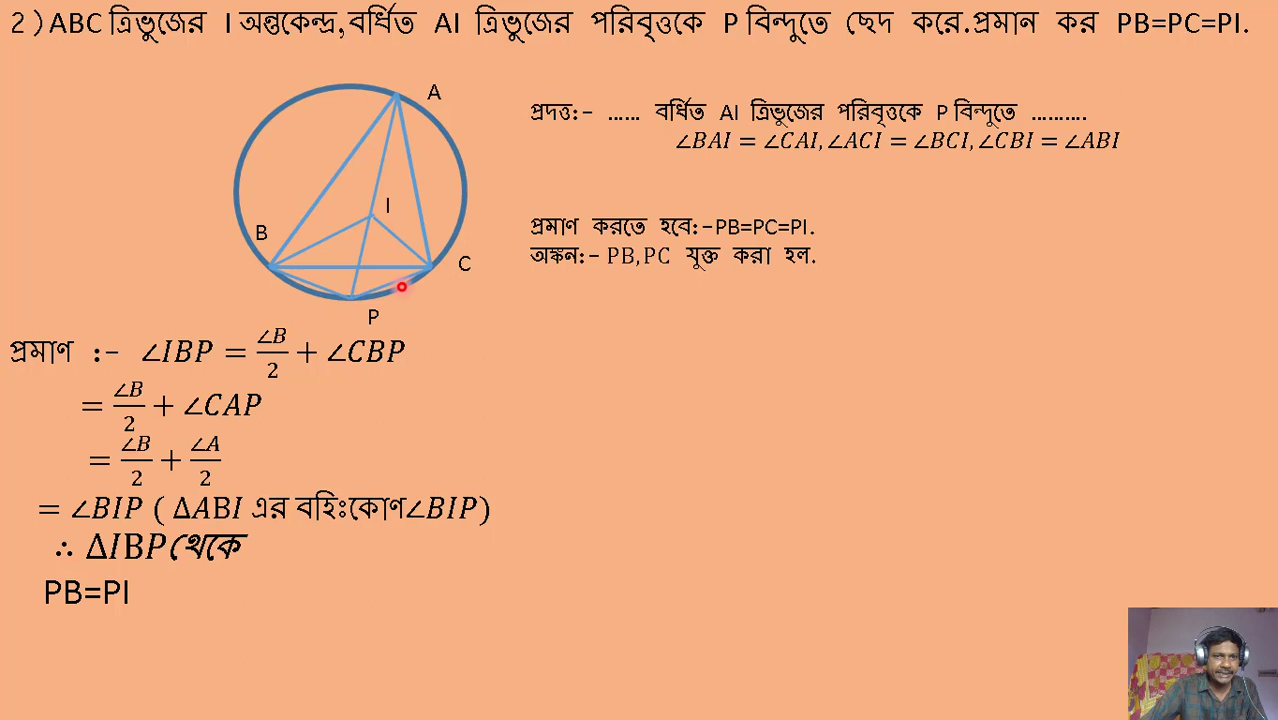 2)ABC ত্রিভুজের I অন্তকেন্দ্র,বর্ধিত AI ত্রিভুজের পরিবৃত্তকে P বিন্দুতে ছেদ করে.প্রমান কর PB=PC=PI.
A
I
B
C
P
প্রদত্ত:- ...... বর্ধিত AI ত্রিভুজের পরিবৃত্তকে P বিন্দুতে ..........
∠BAI = ∠CAI,∠ACI = ∠BCI,∠CBI = ∠ABI
প্রমাণ করতে হবে:-PB=PC=PI.
অঙ্কন:- PB,PC যুক্ত করা হল.
প্রমাণ :- ∠IBP = ∠B/2 + ∠CBP
= ∠B/2 + ∠CAP
= ∠B/2 + ∠A/2
= ∠BIP ( ΔABI এর বহিঃকোণ∠BIP)
∴ ΔIBP থেকে
PB=PI